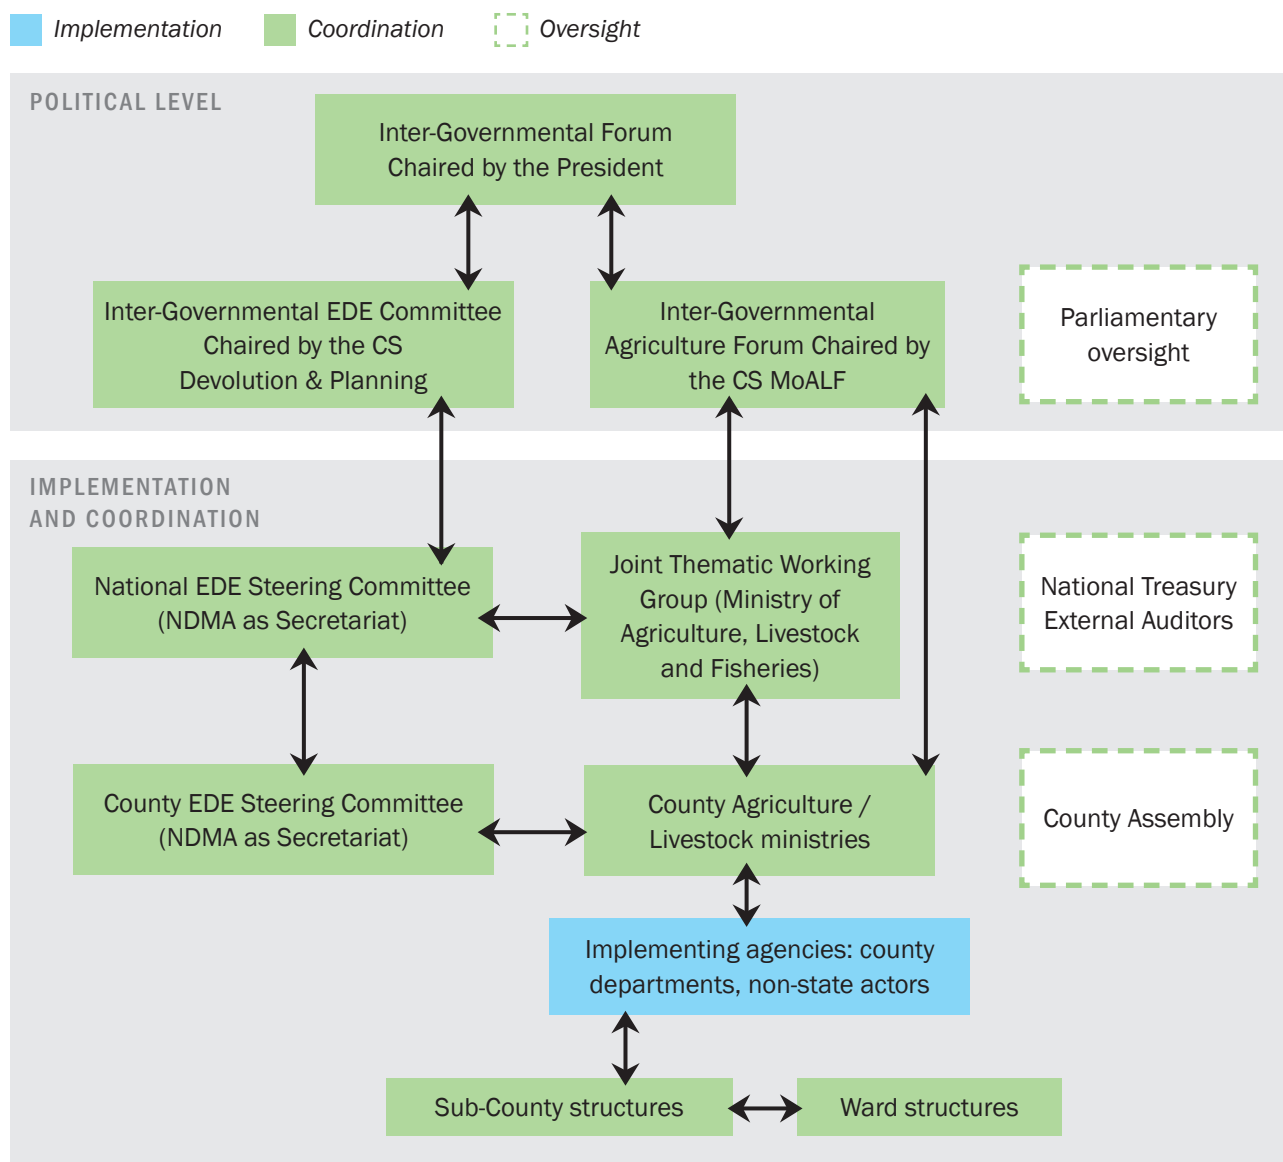 Implementation
Coordination
Oversight
POLITICAL LEVEL
Inter-Governmental Forum
Chaired by the President
Inter-Governmental EDE Committee
Chaired by the CS
Devolution & Planning
Inter-Governmental
Agriculture Forum Chaired by
the CS MoALF
Parliamentary
oversight
IMPLEMENTATION
AND COORDINATION
National EDE Steering Committee
(NDMA as Secretariat)
Joint Thematic Working
Group (Ministry of
Agriculture, Livestock
and Fisheries)
National Treasury
External Auditors
County EDE Steering Committee
(NDMA as Secretariat)
County Agriculture /
Livestock ministries
County Assembly
Implementing agencies: county
departments, non-state actors
Sub-County structures
Ward structures